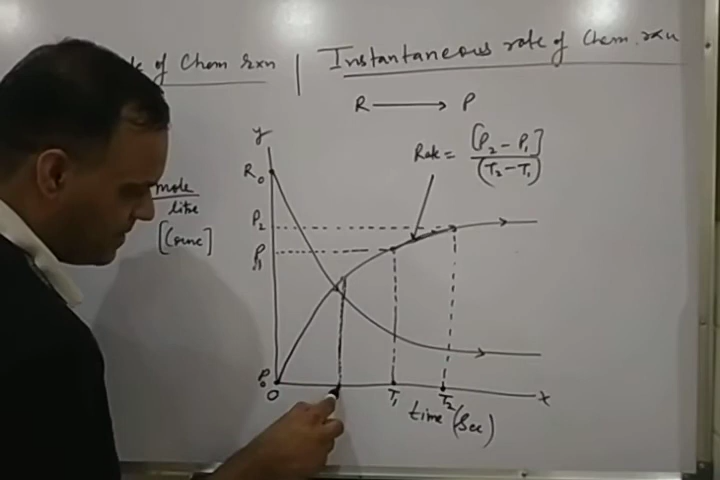 of Chem rxn | Instantaneous rate of Chem. rxn
R → P
y
Rate = [P2 - P1] / (T2 - T1)
R0
mole / litre
[Conc]
P2
P1
P0
O
T1
T2
x
time (Sec)